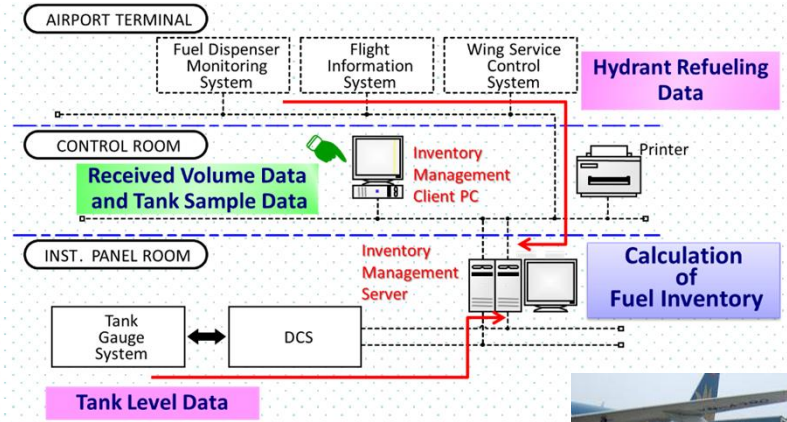 AIRPORT TERMINAL
Fuel Dispenser
Monitoring
System
Flight
Information
System
Wing Service
Control
System
Hydrant Refueling
Data
CONTROL ROOM
Received Volume Data
and Tank Sample Data
Inventory
Management
Client PC
Printer
INST. PANEL ROOM
Inventory
Management
Server
Calculation
of
Fuel Inventory
Tank
Gauge
System
DCS
Tank Level Data